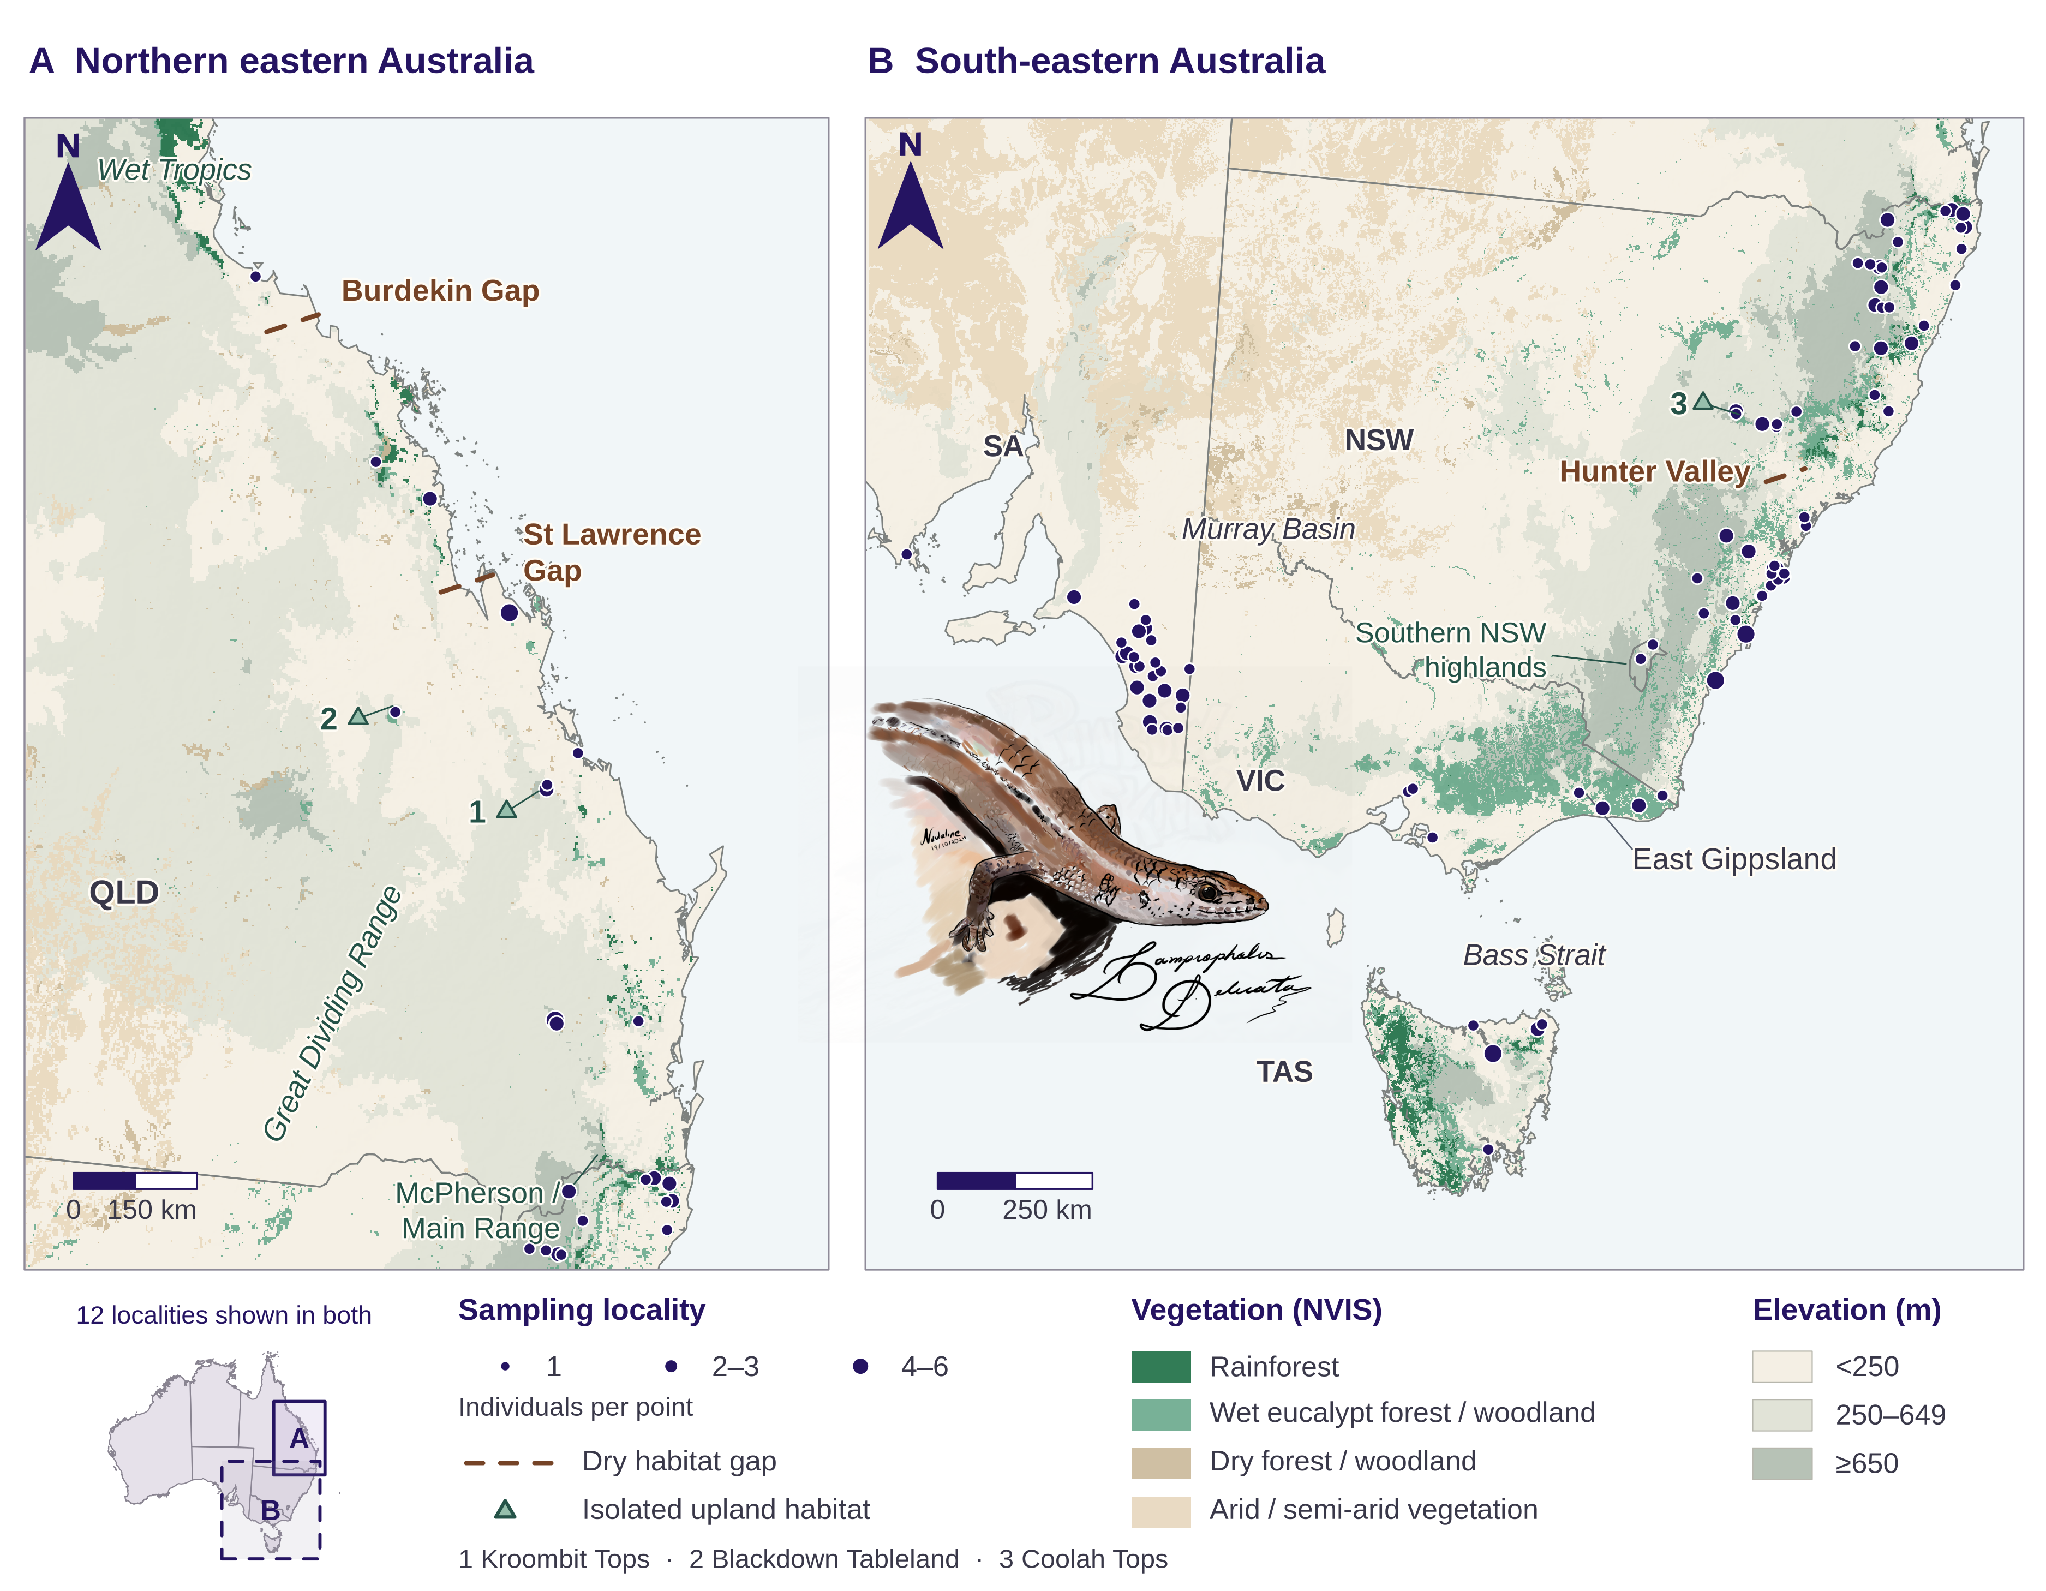 A Northern eastern Australia
B South-eastern Australia
N
Wet Tropics
Burdekin Gap
St Lawrence
Gap
2
1
QLD
Great Dividing Range
McPherson /
Main Range
0 150 km
N
SA
NSW
3
Hunter Valley
Murray Basin
Southern NSW
highlands
VIC
East Gippsland
Bass Strait
TAS
Lampropholis
Delicata
0 250 km
12 localities shown in both
A
B
Sampling locality
1 2–3 4–6
Individuals per point
Dry habitat gap
Isolated upland habitat
1 Kroombit Tops · 2 Blackdown Tableland · 3 Coolah Tops
Vegetation (NVIS)
Rainforest
Wet eucalypt forest / woodland
Dry forest / woodland
Arid / semi-arid vegetation
Elevation (m)
<250
250–649
≥650